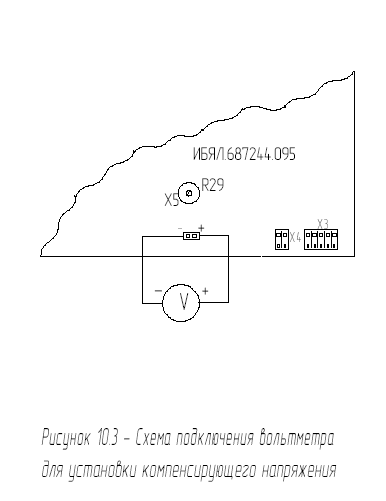 ИБЯЛ.687244.095
R29
X5
- +
X3
X4
- +
V
Рисунок 10.3 - Схема подключения вольтметра
для установки компенсирующего напряжения